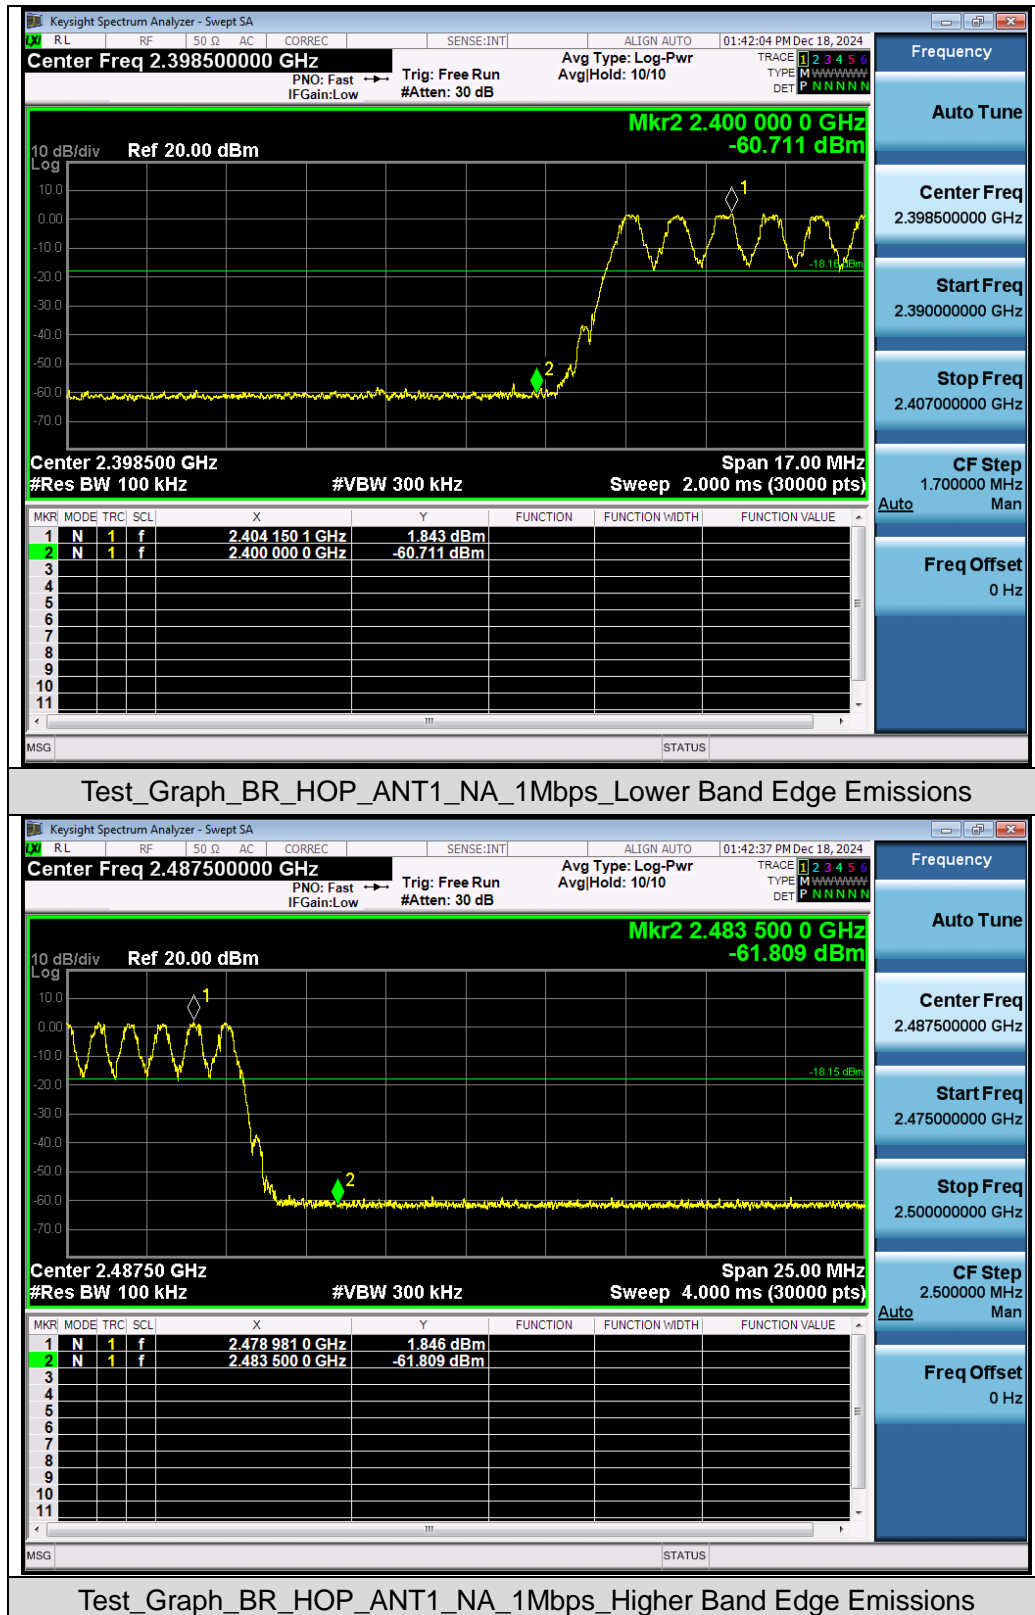 Keysight Spectrum Analyzer - Swept SA
LXI RL RF 50 Ω AC CORREC SENSE:INT ALIGN AUTO 01:42:04 PM Dec 18, 2024
Center Freq 2.398500000 GHz Avg Type: Log-Pwr TRACE 1 2 3 4 5 6
PNO: Fast Trig: Free Run Avg|Hold: 10/10 TYPE M WWWWW
IFGain:Low #Atten: 30 dB DET P N N N N N
Frequency
Auto Tune
Center Freq
2.398500000 GHz
Start Freq
2.390000000 GHz
Stop Freq
2.407000000 GHz
CF Step
1.700000 MHz
Auto Man
Freq Offset
0 Hz
Mkr2 2.400 000 0 GHz
-60.711 dBm
10 dB/div Ref 20.00 dBm
Log
10.0
0.00
-10.0
-20.0
-30.0
-40.0
-50.0
-60.0
-70.0
1
2
-18.16 dBm
Center 2.398500 GHz Span 17.00 MHz
#Res BW 100 kHz #VBW 300 kHz Sweep 2.000 ms (30000 pts)
MKR MODE TRC SCL X Y FUNCTION FUNCTION WIDTH FUNCTION VALUE
1 N 1 f 2.404 150 1 GHz 1.843 dBm
2 N 1 f 2.400 000 0 GHz -60.711 dBm
3
4
5
6
7
8
9
10
11
MSG STATUS
Test_Graph_BR_HOP_ANT1_NA_1Mbps_Lower Band Edge Emissions
Keysight Spectrum Analyzer - Swept SA
LXI RL RF 50 Ω AC CORREC SENSE:INT ALIGN AUTO 01:42:37 PM Dec 18, 2024
Center Freq 2.487500000 GHz Avg Type: Log-Pwr TRACE 1 2 3 4 5 6
PNO: Fast Trig: Free Run Avg|Hold: 10/10 TYPE M WWWWW
IFGain:Low #Atten: 30 dB DET P N N N N N
Frequency
Auto Tune
Center Freq
2.487500000 GHz
Start Freq
2.475000000 GHz
Stop Freq
2.500000000 GHz
CF Step
2.500000 MHz
Auto Man
Freq Offset
0 Hz
Mkr2 2.483 500 0 GHz
-61.809 dBm
10 dB/div Ref 20.00 dBm
Log
10.0
0.00
-10.0
-20.0
-30.0
-40.0
-50.0
-60.0
-70.0
1
2
-18.15 dBm
Center 2.48750 GHz Span 25.00 MHz
#Res BW 100 kHz #VBW 300 kHz Sweep 4.000 ms (30000 pts)
MKR MODE TRC SCL X Y FUNCTION FUNCTION WIDTH FUNCTION VALUE
1 N 1 f 2.478 981 0 GHz 1.846 dBm
2 N 1 f 2.483 500 0 GHz -61.809 dBm
3
4
5
6
7
8
9
10
11
MSG STATUS
Test_Graph_BR_HOP_ANT1_NA_1Mbps_Higher Band Edge Emissions